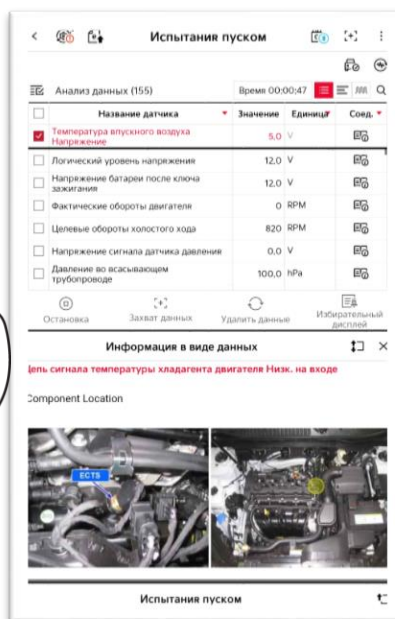 Испытания пуском
Анализ данных (155)
Время 00:00:47
Название датчика Значение Единица Соед.
Температура впускного воздуха
Напряжение
5,0 V
Логический уровень напряжения 12,0 V
Напряжение батареи после ключа
зажигания
12,0 V
Фактические обороты двигателя 0 RPM
Целевые обороты холостого хода 820 RPM
Напряжение сигнала датчика давления 0,0 V
Давление во всасывающем
трубопроводе
100,0 hPa
Остановка
Захват данных
Удалить данные
Избирательный
дисплей
Информация в виде данных
Цепь сигнала температуры хладагента двигателя Низк. на входе
Component Location
ECTS
Испытания пуском